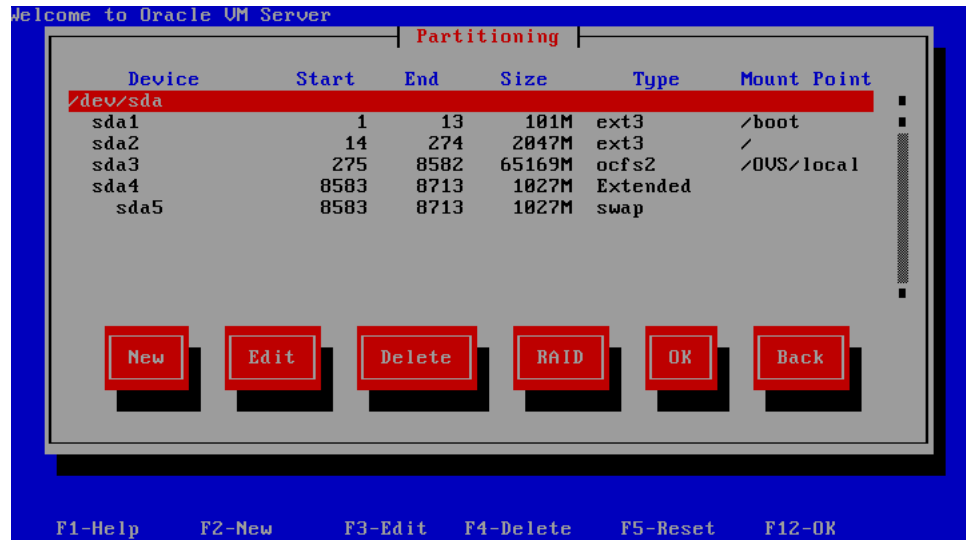 Welcome to Oracle VM Server
Partitioning
Device Start End Size Type Mount Point
/dev/sda
sda1 1 13 101M ext3 /boot
sda2 14 274 2047M ext3 /
sda3 275 8582 65169M ocfs2 /OVS/local
sda4 8583 8713 1027M Extended
sda5 8583 8713 1027M swap
New Edit Delete RAID OK Back
F1-Help F2-New F3-Edit F4-Delete F5-Reset F12-OK